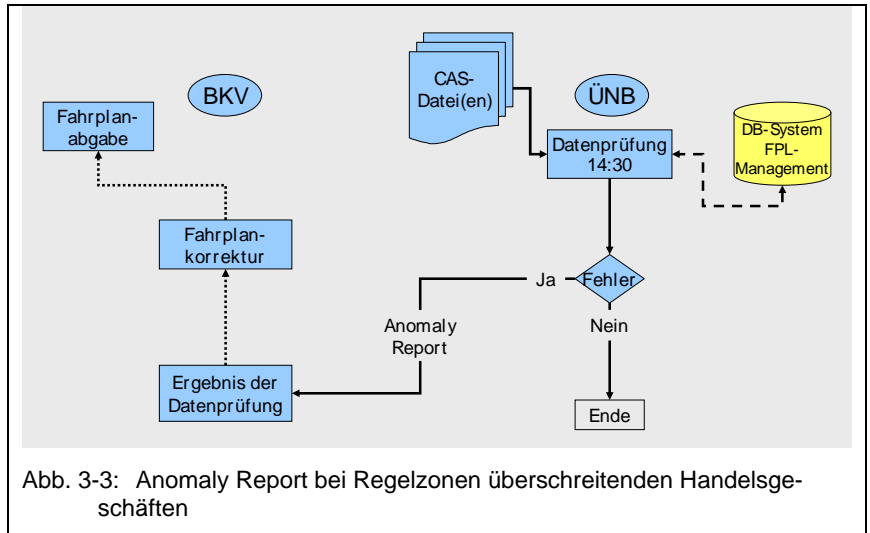 BKV
CAS-
Datei(en)
ÜNB
Fahrplan-
abgabe
Datenprüfung
14:30
DB-System
FPL-
Management
Fahrplan-
korrektur
Ja
Fehler
Anomaly
Report
Nein
Ergebnis der
Datenprüfung
Ende
Abb. 3-3: Anomaly Report bei Regelzonen überschreitenden Handelsge-
schäften